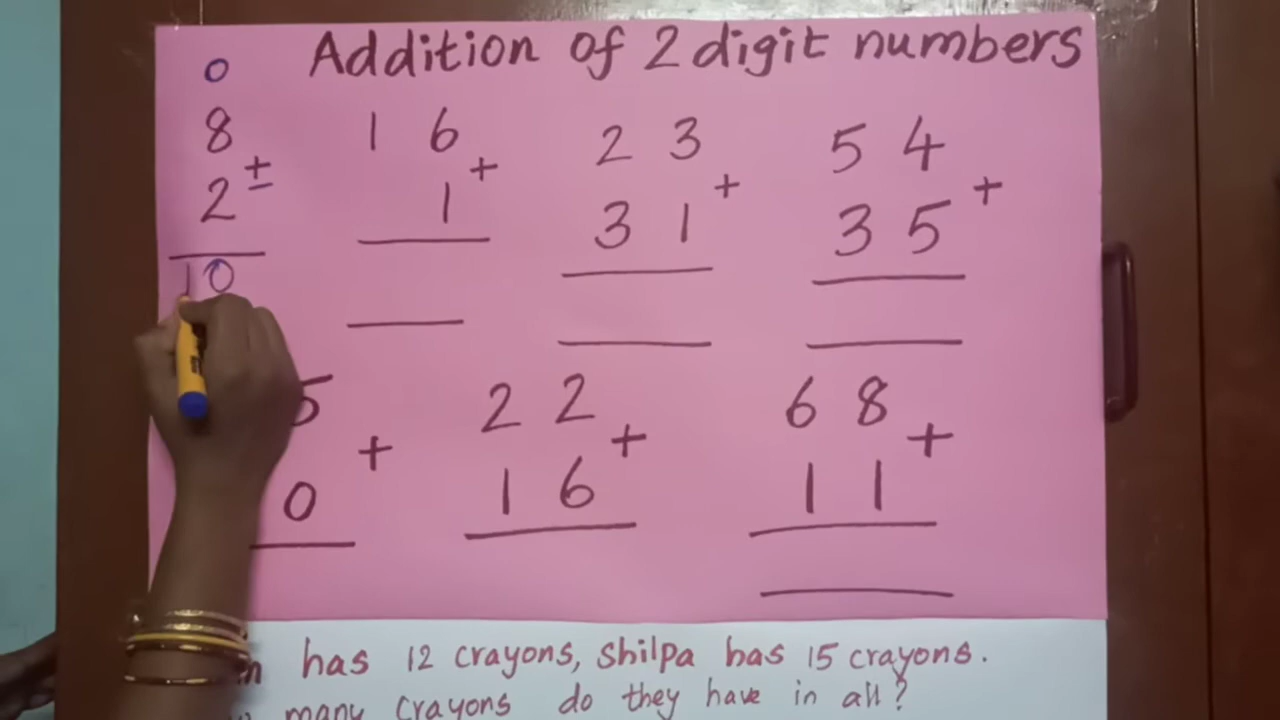 Addition of 2 digit numbers
0
8 1 6 2 3 5 4
± + + +
2 1 3 1 3 5
10
5 2 2 6 8
+ + +
0 1 6 1 1
has 12 crayons, Shilpa has 15 crayons.
many crayons do they have in all?